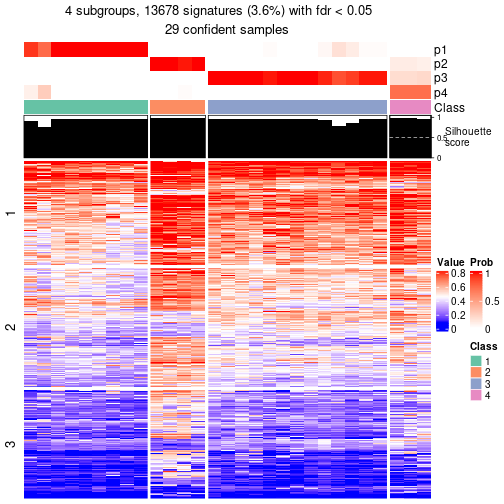 4 subgroups, 13678 signatures (3.6%) with fdr < 0.05
29 confident samples
p1
p2
p3
p4
Class
1
0.5
0
Silhouette
score
1
2
3
Value
0.8
0.6
0.4
0.2
0
Prob
1
0.5
0
Class
1
2
3
4